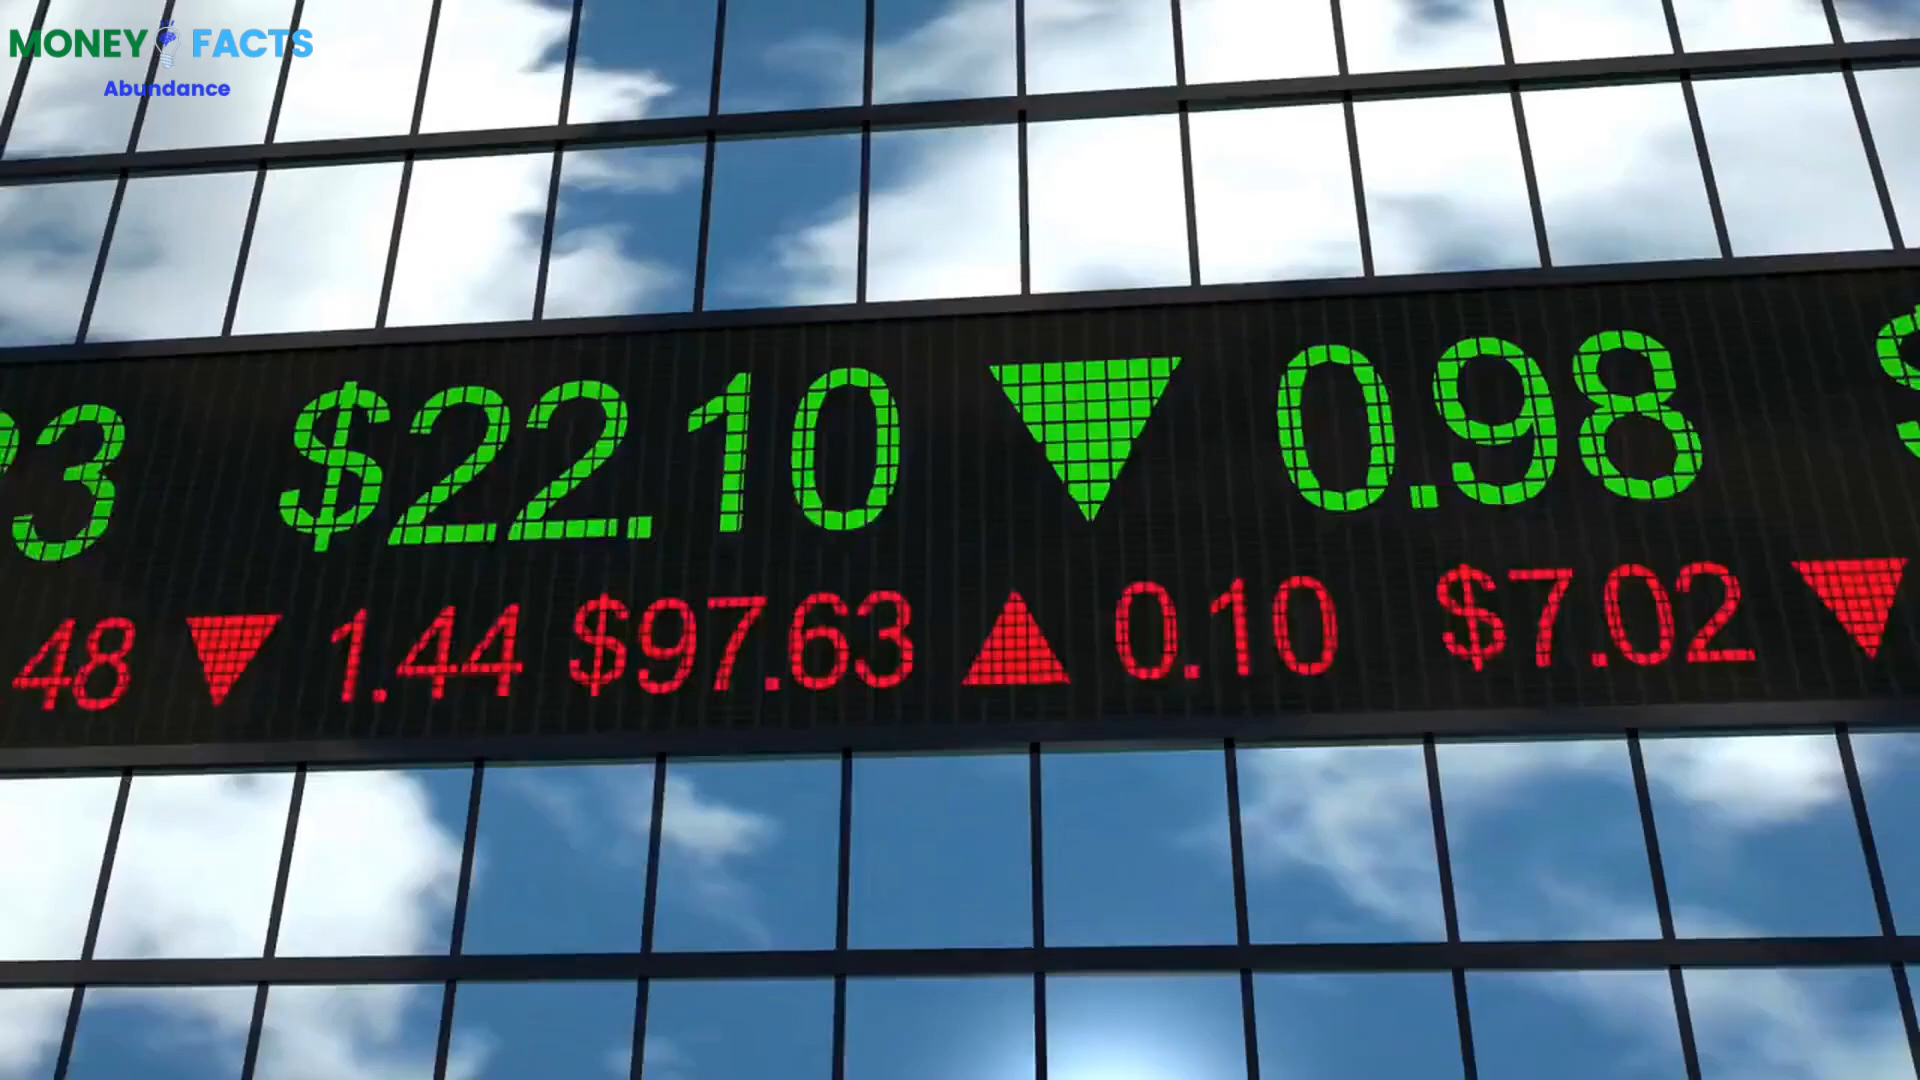 MONEY FACTS
Abundance
3 $22.10 ▼ 0.98 $
48 ▼ 1.44 $97.63 ▲ 0.10 $7.02 ▼